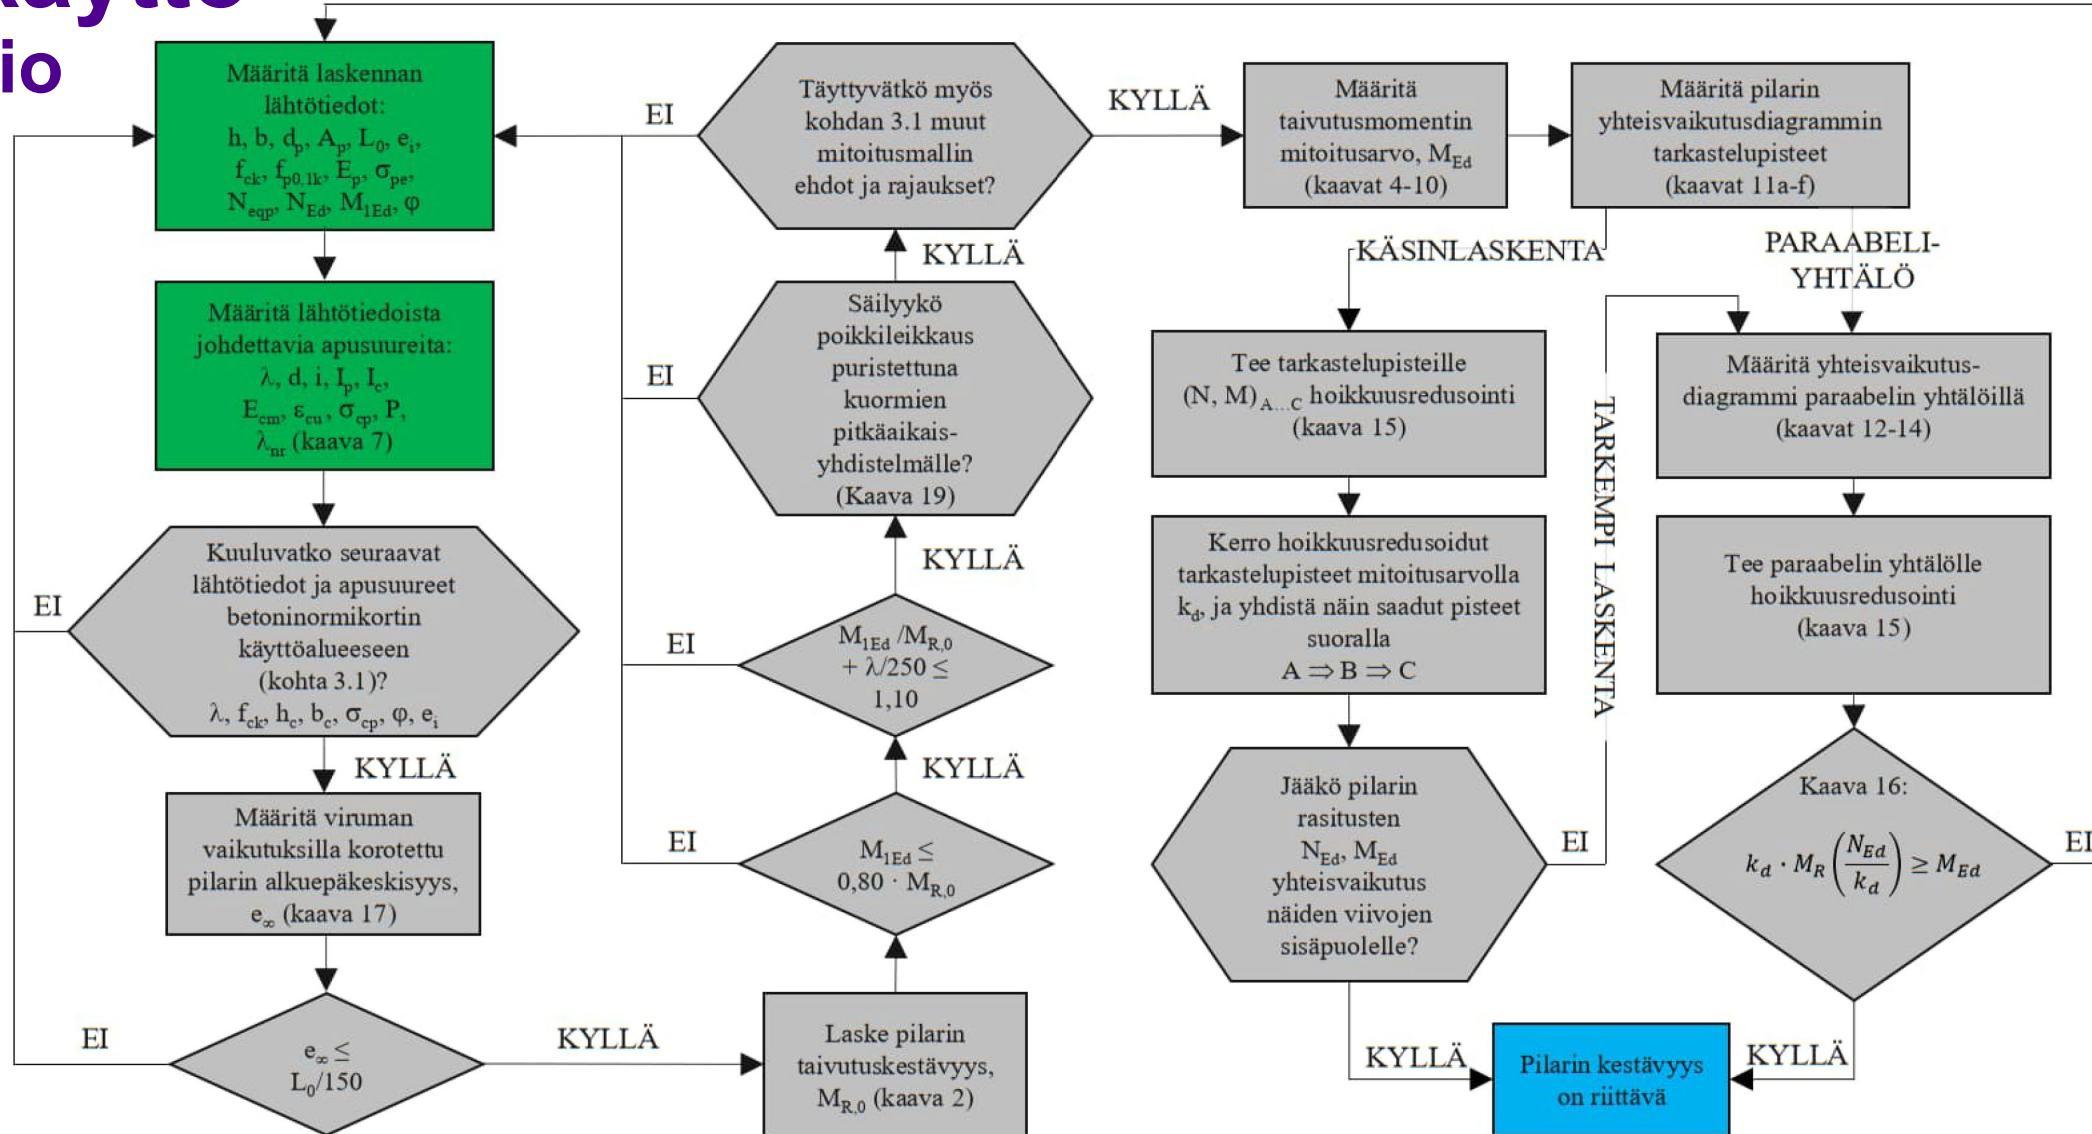 käyttö
io
Määritä laskennan
lähtötiedot:
h, b, dp, Ap, L0, ei,
fck, fp0,1k, Ep, σpe,
Neqp, NEd, M1Ed, φ
Määritä lähtötiedoista
johdettavia apusuureita:
λ, d, i, Ip, Ic,
Ecm, εcu, σcp, P,
λnr (kaava 7)
Kuuluvatko seuraavat
lähtötiedot ja apusuureet
betoninormikortin
käyttöalueeseen
(kohta 3.1)?
λ, fck, hc, bc, σcp, φ, ei
EI
KYLLÄ
Määritä viruman
vaikutuksilla korotettu
pilarin alkuepäkeskisyys,
e∞ (kaava 17)
e∞ ≤
L0/150
EI
KYLLÄ
Laske pilarin
taivutuskestävyys,
MR,0 (kaava 2)
M1Ed ≤
0,80 · MR,0
EI
KYLLÄ
M1Ed /MR,0
+ λ/250 ≤
1,10
EI
KYLLÄ
Säilyykö
poikkileikkaus
puristettuna
kuormien
pitkäaikais-
yhdistelmälle?
(Kaava 19)
EI
KYLLÄ
Täyttyvätkö myös
kohdan 3.1 muut
mitoitusmallin
ehdot ja rajaukset?
EI
KYLLÄ
Määritä
taivutusmomentin
mitoitusarvo, MEd
(kaavat 4-10)
Määritä pilarin
yhteisvaikutusdiagrammin
tarkastelupisteet
(kaavat 11a-f)
KÄSINLASKENTA
PARAABELI-
YHTÄLÖ
Tee tarkastelupisteille
(N, M)A…C hoikkuusredusointi
(kaava 15)
Kerro hoikkuusredusoidut
tarkastelupisteet mitoitusarvolla
kd, ja yhdistä näin saadut pisteet
suoralla
A ⇒ B ⇒ C
Jääkö pilarin
rasitusten
NEd, MEd
yhteisvaikutus
näiden viivojen
sisäpuolelle?
EI
TARKEMPI LASKENTA
KYLLÄ
Määritä yhteisvaikutus-
diagrammi paraabelin yhtälöillä
(kaavat 12-14)
Tee paraabelin yhtälölle
hoikkuusredusointi
(kaava 15)
Kaava 16:
kd · MR (NEd/kd) ≥ MEd
EI
KYLLÄ
Pilarin kestävyys
on riittävä